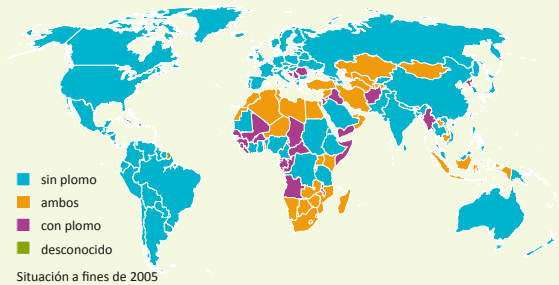 sin plomo
ambos
con plomo
desconocido
Situación a fines de 2005